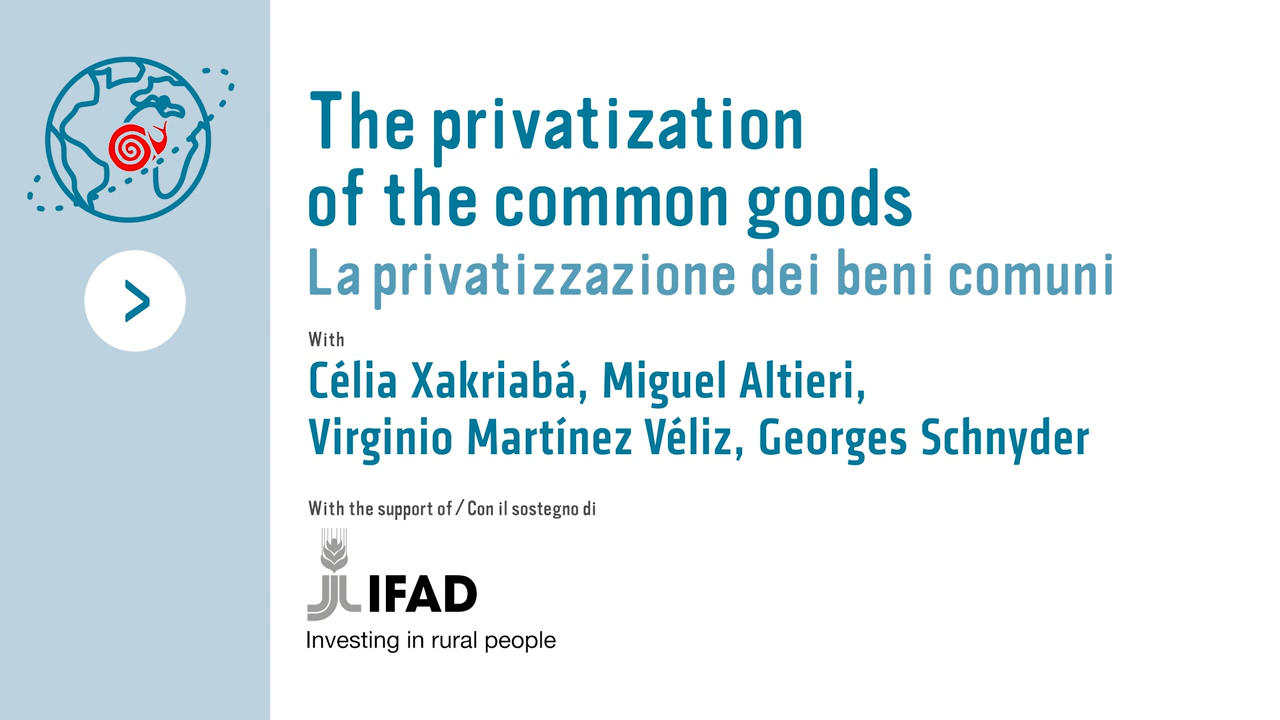 The privatization
of the common goods
La privatizzazione dei beni comuni
With
Célia Xakriabá, Miguel Altieri,
Virginio Martínez Véliz, Georges Schnyder
With the support of / Con il sostegno di
IFAD
Investing in rural people